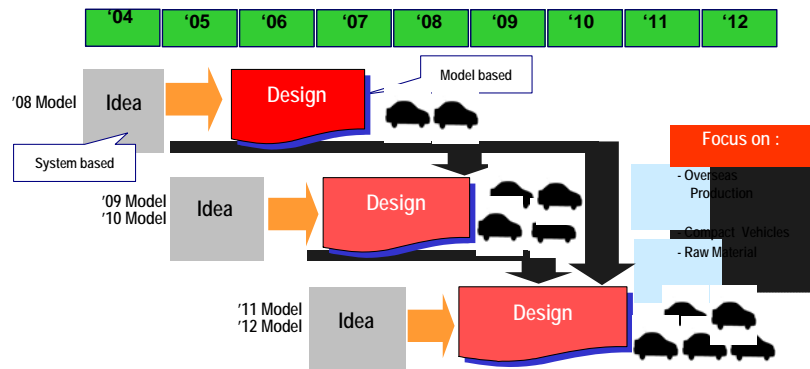 ‘04 ‘05 ‘06 ‘07 ‘08 ‘09 ‘10 ‘11 ‘12
Model based
'08 Model
Idea
Design
System based
Focus on :
- Overseas
Production
- Compact Vehicles
- Raw Material
'09 Model
'10 Model
Idea
Design
'11 Model
'12 Model
Idea
Design